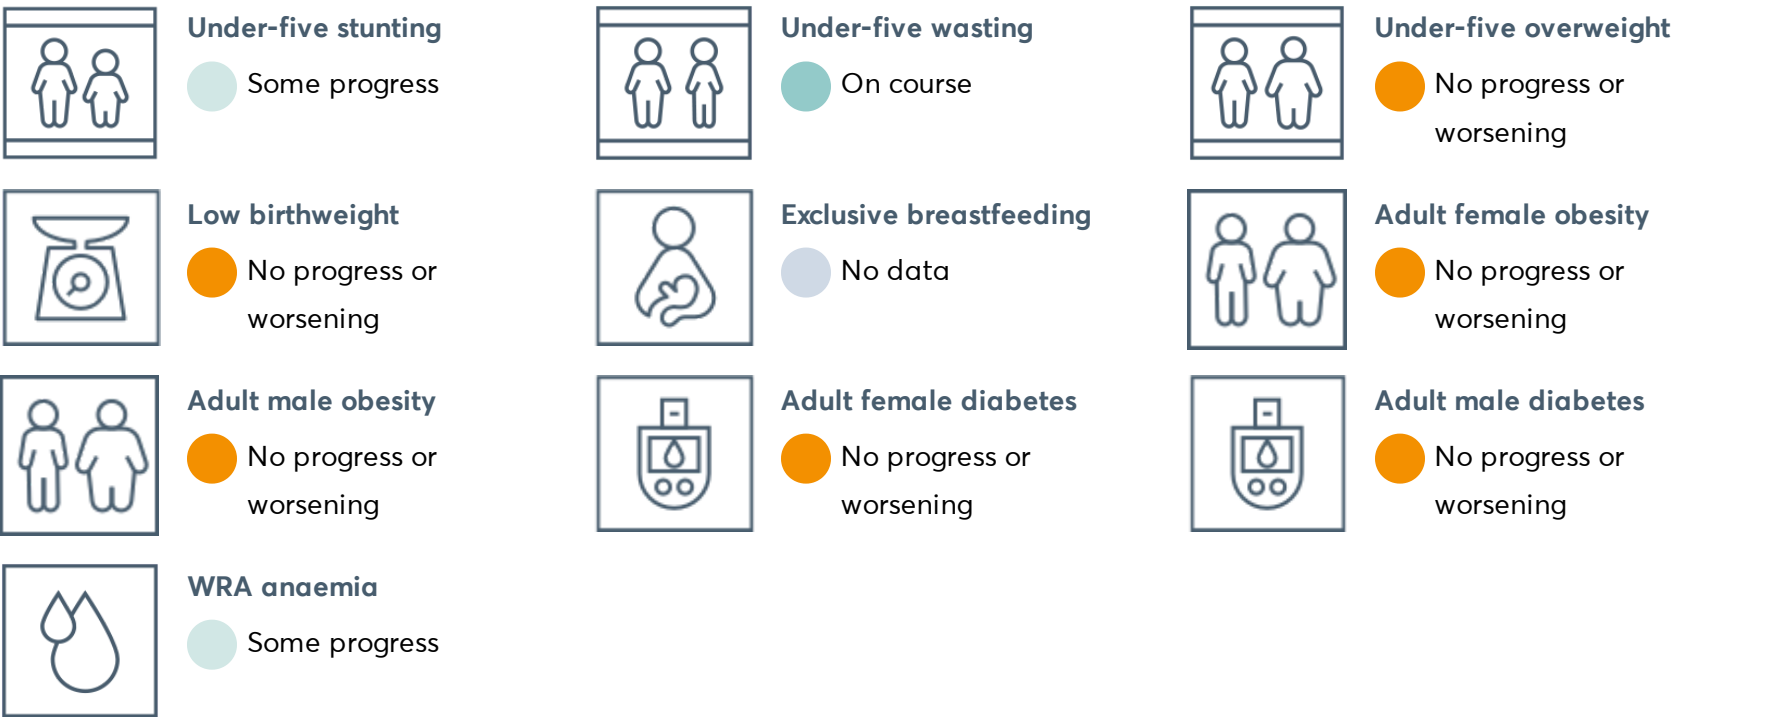 Under-five stunting
Some progress
Under-five wasting
On course
Under-five overweight
No progress or
worsening
Low birthweight
No progress or
worsening
Exclusive breastfeeding
No data
Adult female obesity
No progress or
worsening
Adult male obesity
No progress or
worsening
Adult female diabetes
No progress or
worsening
Adult male diabetes
No progress or
worsening
WRA anaemia
Some progress